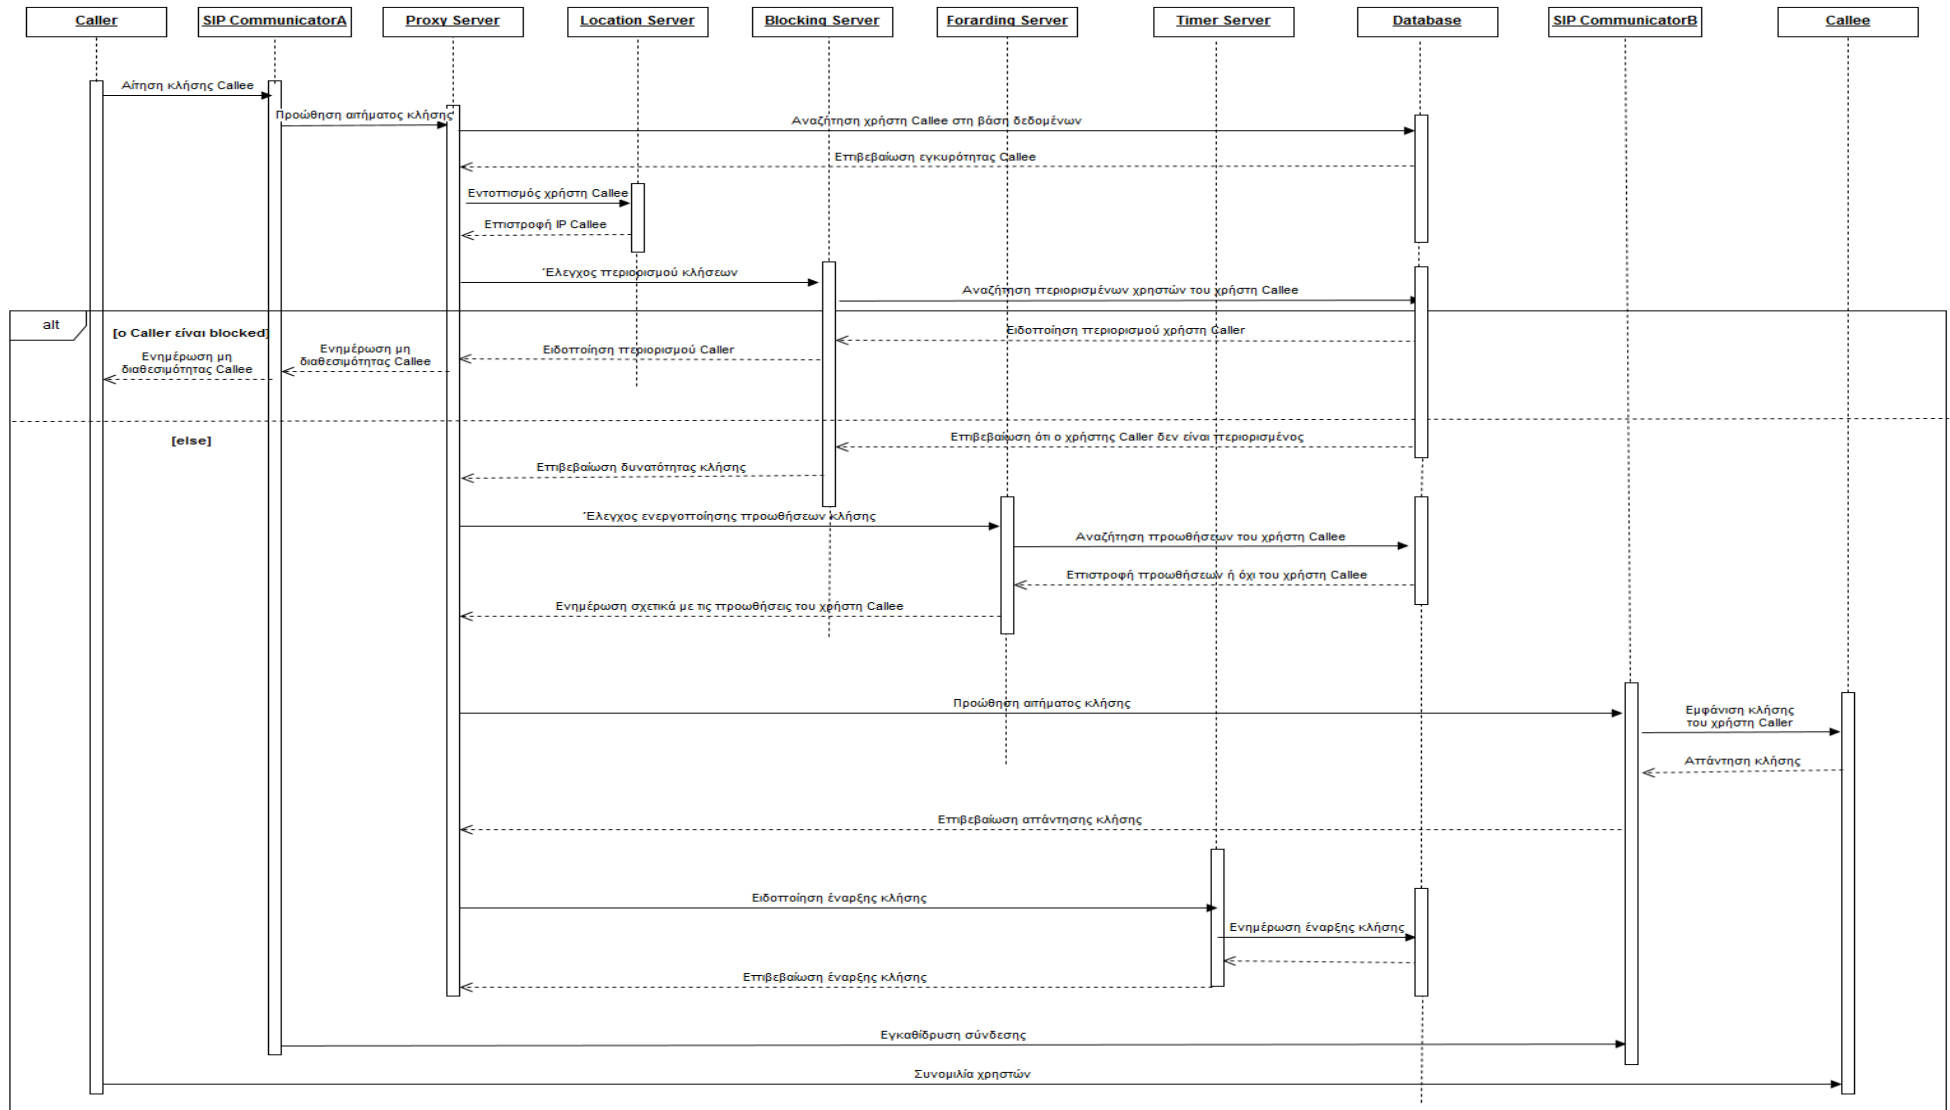 Caller
SIP CommunicatorA
Proxy Server
Location Server
Blocking Server
Forarding Server
Timer Server
Database
SIP CommunicatorB
Callee
Αίτηση κλήσης Callee
Προώθηση αιτήματος κλήσης
Αναζήτηση χρήστη Callee στη βάση δεδομένων
Επιβεβαίωση εγκυρότητας Callee
Εντοπισμός χρήστη Callee
Επιστροφή IP Callee
Έλεγχος περιορισμού κλήσεων
Αναζήτηση περιορισμένων χρηστών του χρήστη Callee
alt
[ο Caller είναι blocked]
Ειδοποίηση περιορισμού χρήστη Caller
Ειδοποίηση περιορισμού Caller
Ενημέρωση μη
διαθεσιμότητας Callee
Ενημέρωση μη
διαθεσιμότητας Callee
[else]
Επιβεβαίωση ότι ο χρήστης Caller δεν είναι περιορισμένος
Επιβεβαίωση δυνατότητας κλήσης
Έλεγχος ενεργοποίησης προωθήσεων κλήσης
Αναζήτηση προωθήσεων του χρήστη Callee
Επιστροφή προωθήσεων ή όχι του χρήστη Callee
Ενημέρωση σχετικά με τις προωθήσεις του χρήστη Callee
Προώθηση αιτήματος κλήσης
Εμφάνιση κλήσης
του χρήστη Caller
Απάντηση κλήσης
Επιβεβαίωση απάντησης κλήσης
Ειδοποίηση έναρξης κλήσης
Ενημέρωση έναρξης κλήσης
Επιβεβαίωση έναρξης κλήσης
Εγκαθίδρυση σύνδεσης
Συνομιλία χρηστών